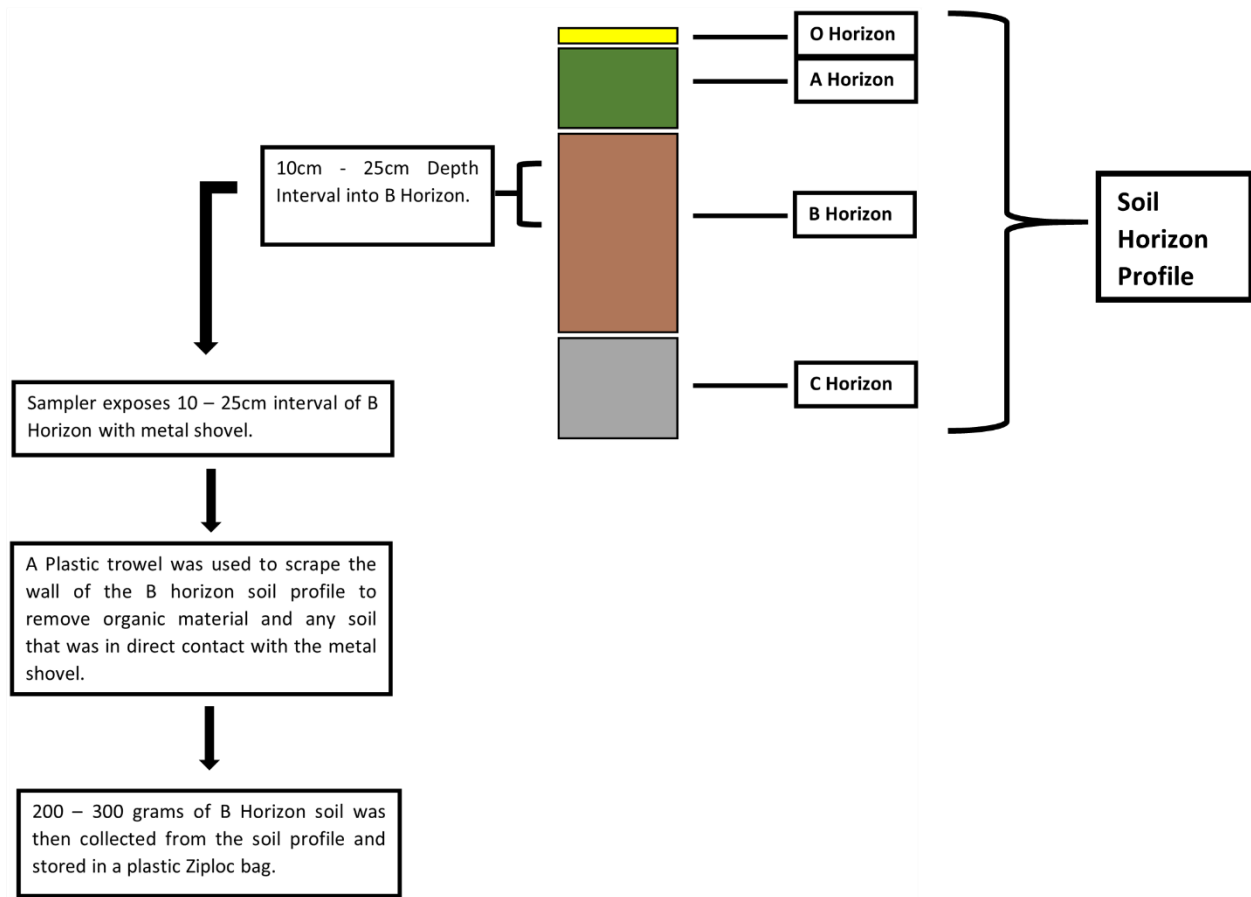 O Horizon
A Horizon
10cm - 25cm Depth
Interval into B Horizon.
B Horizon
Soil
Horizon
Profile
C Horizon
Sampler exposes 10 – 25cm interval of B
Horizon with metal shovel.
A Plastic trowel was used to scrape the
wall of the B horizon soil profile to
remove organic material and any soil
that was in direct contact with the metal
shovel.
200 – 300 grams of B Horizon soil was
then collected from the soil profile and
stored in a plastic Ziploc bag.